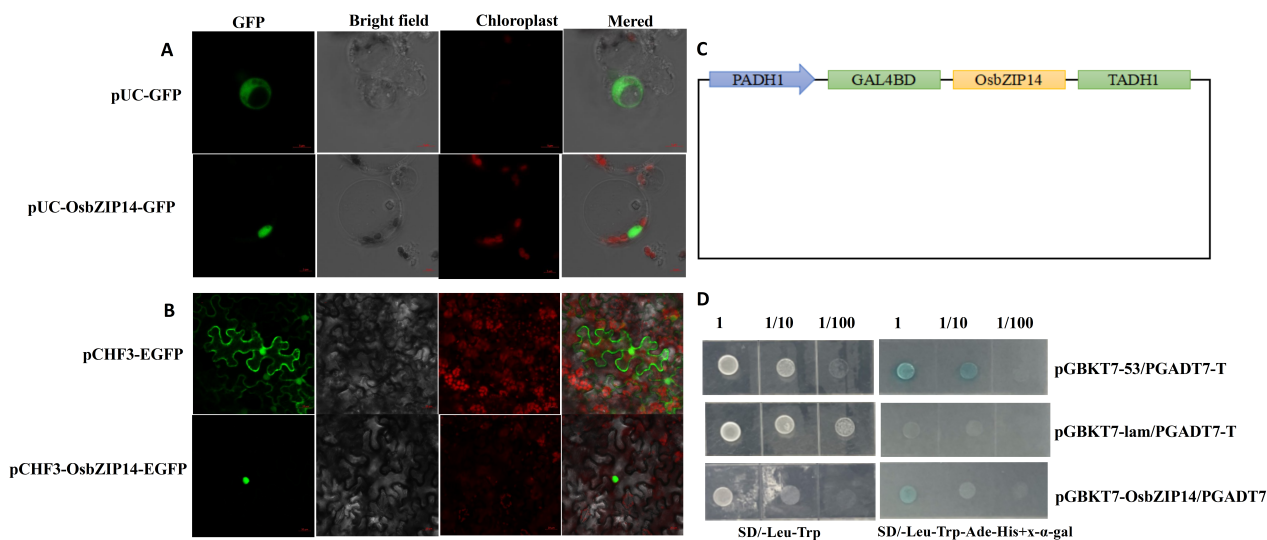 GFP Bright field Chloroplast Mered
A
pUC-GFP
pUC-OsbZIP14-GFP
B
pCHF3-EGFP
pCHF3-OsbZIP14-EGFP
C
PADH1 GAL4BD OsbZIP14 TADH1
D
1 1/10 1/100 1 1/10 1/100
pGBKT7-53/PGADT7-T
pGBKT7-lam/PGADT7-T
pGBKT7-OsbZIP14/PGADT7
SD/-Leu-Trp SD/-Leu-Trp-Ade-His+x-α-gal